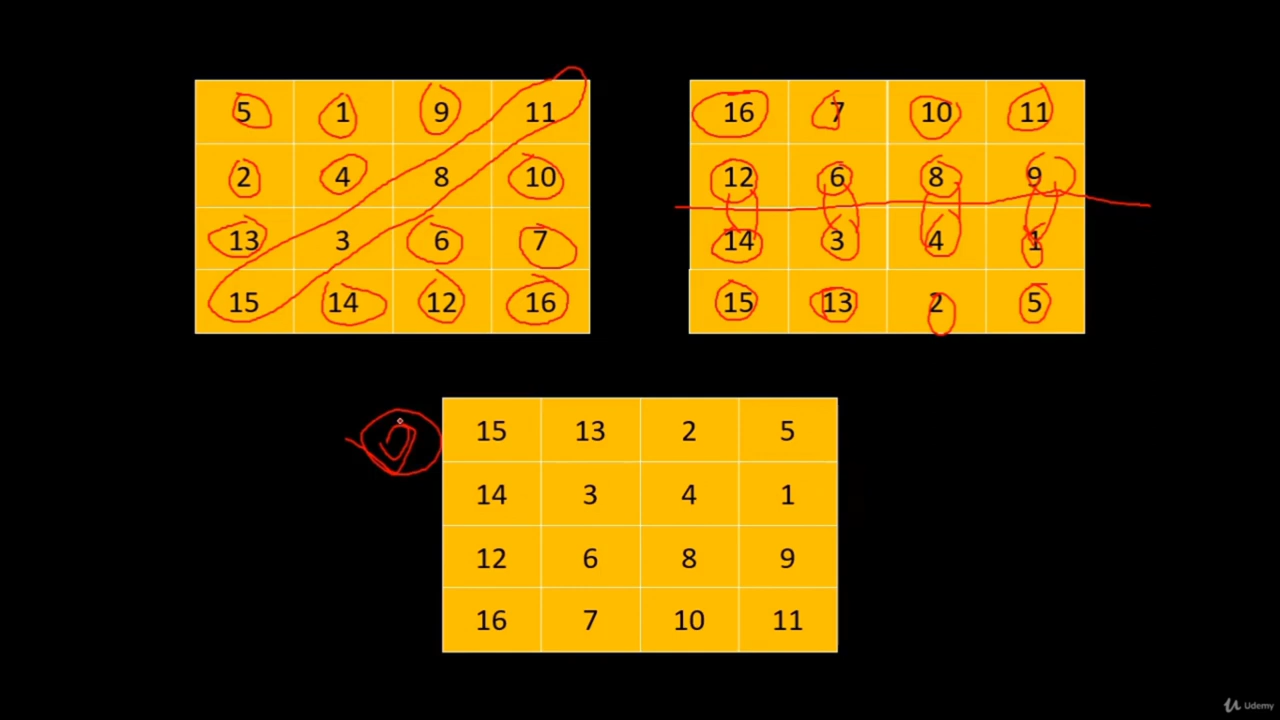 5 1 9 11
2 4 8 10
13 3 6 7
15 14 12 16
16 7 10 11
12 6 8 9
14 3 4 1
15 13 2 5
15 13 2 5
14 3 4 1
12 6 8 9
16 7 10 11
Udemy